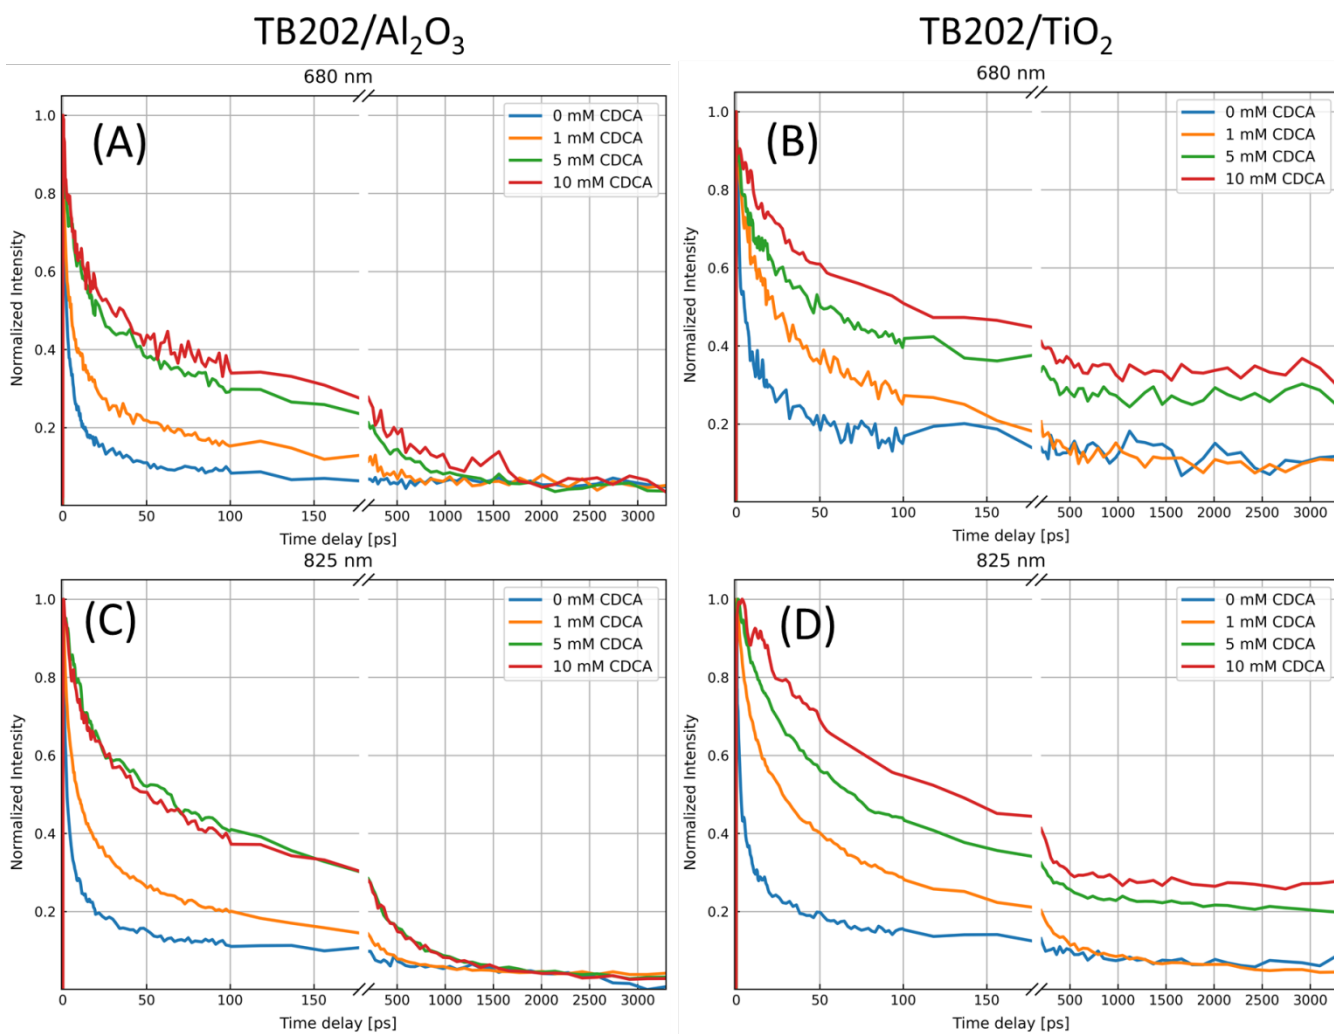 TB202/Al₂O₃
TB202/TiO₂
680 nm
(A)
0 mM CDCA
1 mM CDCA
5 mM CDCA
10 mM CDCA
Normalized Intensity
1.0
0.8
0.6
0.4
0.2
0 50 100 150 500 1000 1500 2000 2500 3000
Time delay [ps]
680 nm
(B)
0 mM CDCA
1 mM CDCA
5 mM CDCA
10 mM CDCA
Normalized Intensity
1.0
0.8
0.6
0.4
0.2
0 50 100 150 500 1000 1500 2000 2500 3000
Time delay [ps]
825 nm
(C)
0 mM CDCA
1 mM CDCA
5 mM CDCA
10 mM CDCA
Normalized Intensity
1.0
0.8
0.6
0.4
0.2
0 50 100 150 500 1000 1500 2000 2500 3000
Time delay [ps]
825 nm
(D)
0 mM CDCA
1 mM CDCA
5 mM CDCA
10 mM CDCA
Normalized Intensity
1.0
0.8
0.6
0.4
0.2
0 50 100 150 500 1000 1500 2000 2500 3000
Time delay [ps]